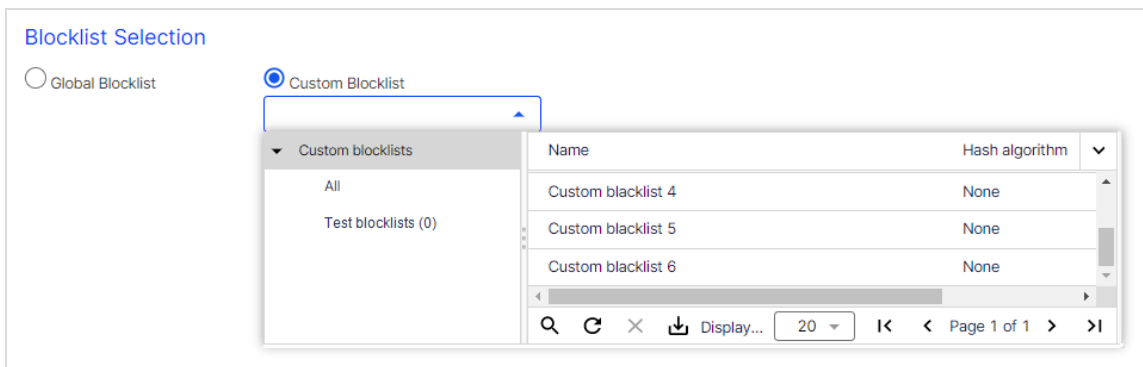 Blocklist Selection
Global Blocklist
Custom Blocklist
Custom blocklists
All
Test blocklists (0)
Name Hash algorithm
Custom blacklist 4 None
Custom blacklist 5 None
Custom blacklist 6 None
Display... 20 Page 1 of 1